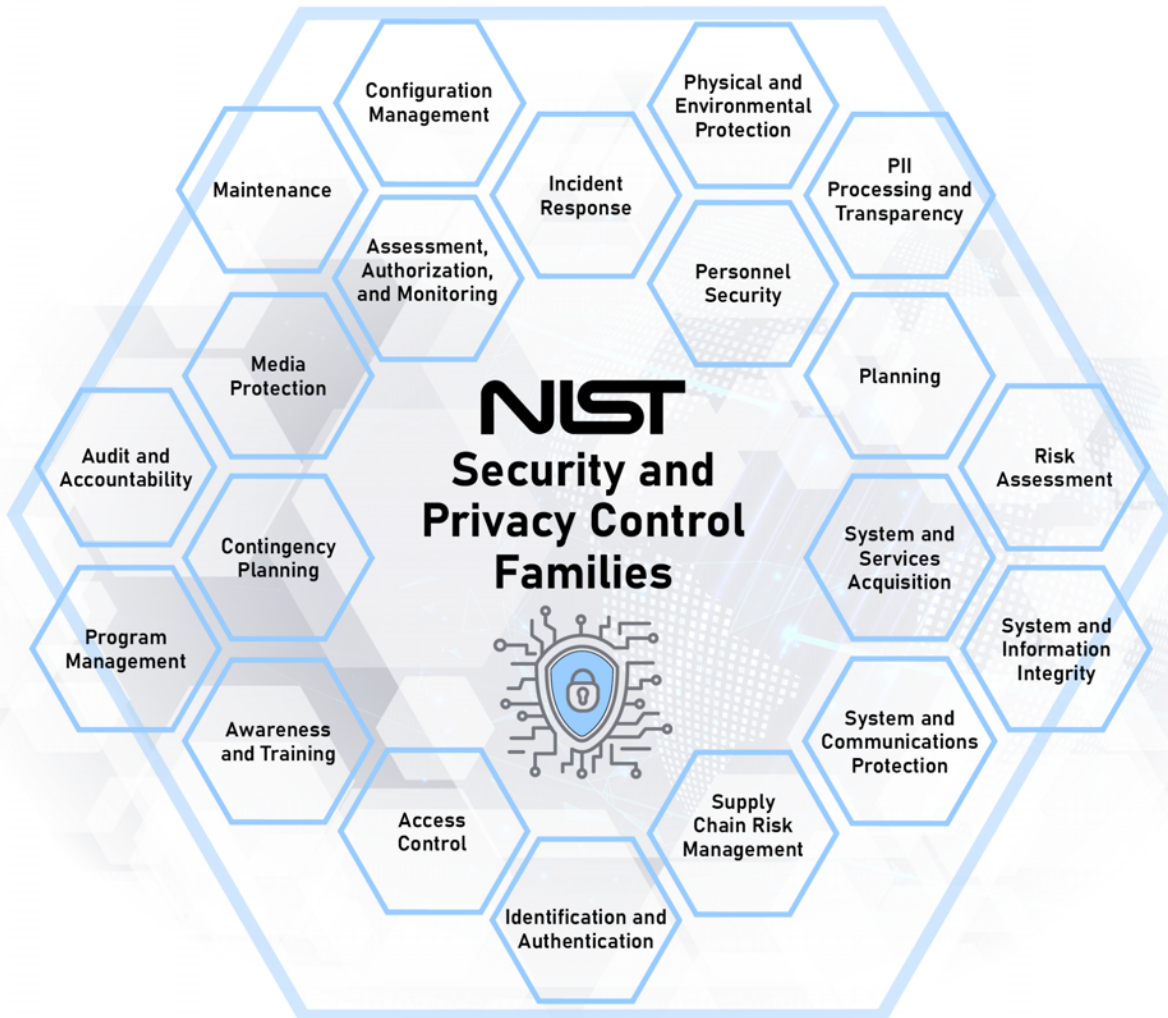 Configuration
Management
Physical and
Environmental
Protection
Maintenance
Incident
Response
PII
Processing and
Transparency
Assessment,
Authorization,
and Monitoring
Personnel
Security
Media
Protection
Planning
NIST
Security and
Privacy Control
Families
Audit and
Accountability
Risk
Assessment
Contingency
Planning
System and
Services
Acquisition
Program
Management
System and
Information
Integrity
Awareness
and Training
System and
Communications
Protection
Access
Control
Supply
Chain Risk
Management
Identification and
Authentication